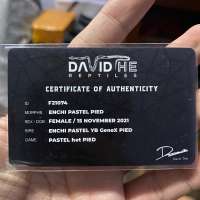 DAVID THE
REPTILES
CERTIFICATE OF AUTHENTICITY
ID F21074
MORPHS ENCHI PASTEL PIED
SEX - DOB FEMALE / 15 NOVEMBER 2021
SIRE ENCHI PASTEL YB GeneX PIED
DAME PASTEL het PIED